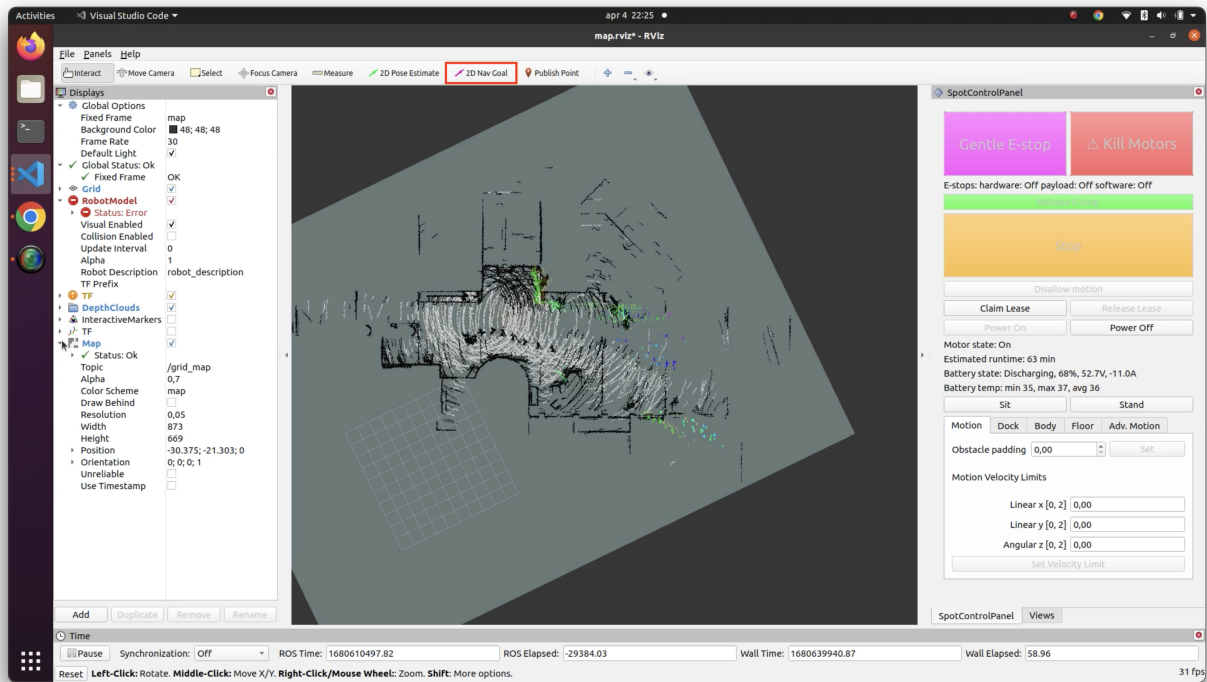 Activities
Visual Studio Code
apr 4 22:25
map.rviz* - RViz
File Panels Help
Interact Move Camera Select Focus Camera Measure 2D Pose Estimate 2D Nav Goal Publish Point
Displays
Global Options
Fixed Frame map
Background Color 48; 48; 48
Frame Rate 30
Default Light
Global Status: Ok
Fixed Frame OK
Grid
RobotModel
Status: Error
Visual Enabled
Collision Enabled
Update Interval 0
Alpha 1
Robot Description robot_description
TF Prefix
TF
DepthClouds
InteractiveMarkers
TF
Map
Status: Ok
Topic /grid_map
Alpha 0,7
Color Scheme map
Draw Behind
Resolution 0,05
Width 873
Height 669
Position -30.375; -21.303; 0
Orientation 0; 0; 0; 1
Unreliable
Use Timestamp
Add Duplicate Remove Rename
SpotControlPanel
Gentle E-stop
⚠ Kill Motors
E-stops: hardware: Off payload: Off software: Off
Release E-stop
Stop
Disallow motion
Claim Lease Release Lease
Power On Power Off
Motor state: On
Estimated runtime: 63 min
Battery state: Discharging, 68%, 52.7V, -11.0A
Battery temp: min 35, max 37, avg 36
Sit Stand
Motion Dock Body Floor Adv. Motion
Obstacle padding 0,00 Set
Motion Velocity Limits
Linear x [0, 2] 0,00
Linear y [0, 2] 0,00
Angular z [0, 2] 0,00
Set Velocity Limit
SpotControlPanel Views
Time
Pause Synchronization: Off ROS Time: 1680610497.82 ROS Elapsed: -29384.03 Wall Time: 1680639940.87 Wall Elapsed: 58.96
Reset Left-Click: Rotate. Middle-Click: Move X/Y. Right-Click/Mouse Wheel:: Zoom. Shift: More options. 31 fps